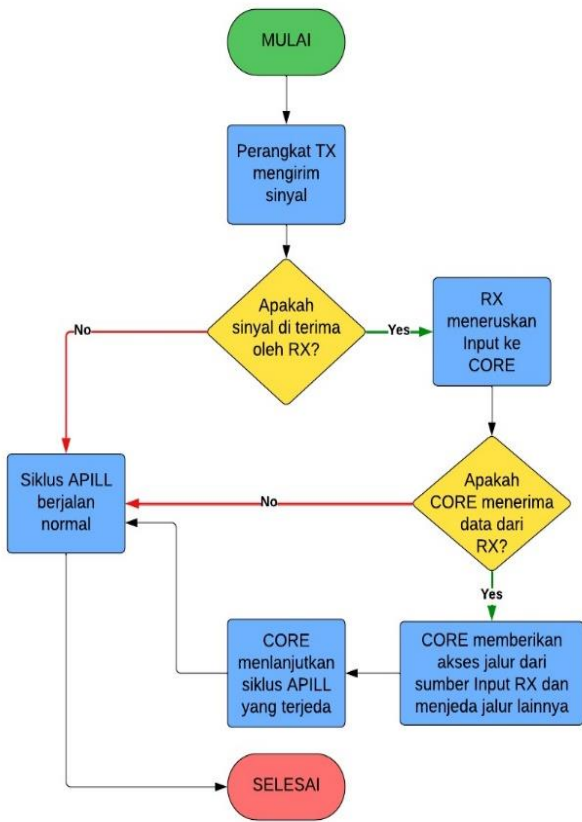 MULAI
Perangkat TX
mengirim
sinyal
Apakah
sinyal di terima
oleh RX?
No
Yes
RX
meneruskan
Input ke
CORE
Siklus APILL
berjalan
normal
No
Apakah
CORE menerima
data dari
RX?
Yes
CORE
menlanjutkan
siklus APILL
yang terjeda
CORE memberikan
akses jalur dari
sumber Input RX dan
menjeda jalur lainnya
SELESAI